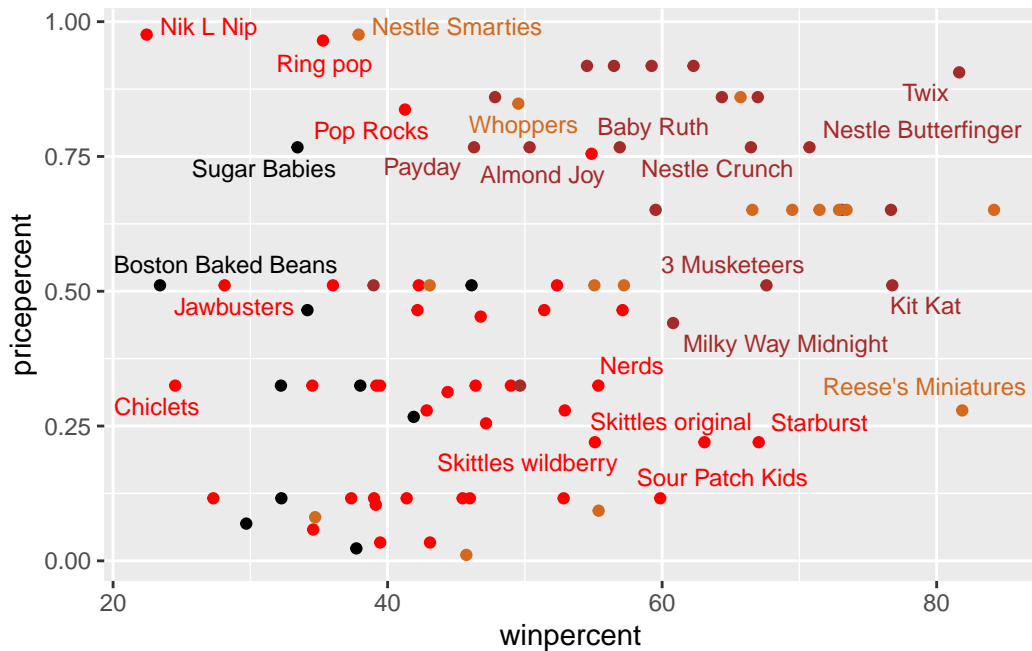 1.00
Nik L Nip
Nestle Smarties
Ring pop
Twix
Pop Rocks
Whoppers
Baby Ruth
Nestle Butterfinger
0.75
Sugar Babies
Payday
Almond Joy
Nestle Crunch
Boston Baked Beans
3 Musketeers
0.50
Jawbusters
Kit Kat
Milky Way Midnight
Nerds
Chiclets
Reese's Miniatures
0.25
Skittles original
Starburst
Skittles wildberry
Sour Patch Kids
0.00
pricepercent
20
40
60
80
winpercent